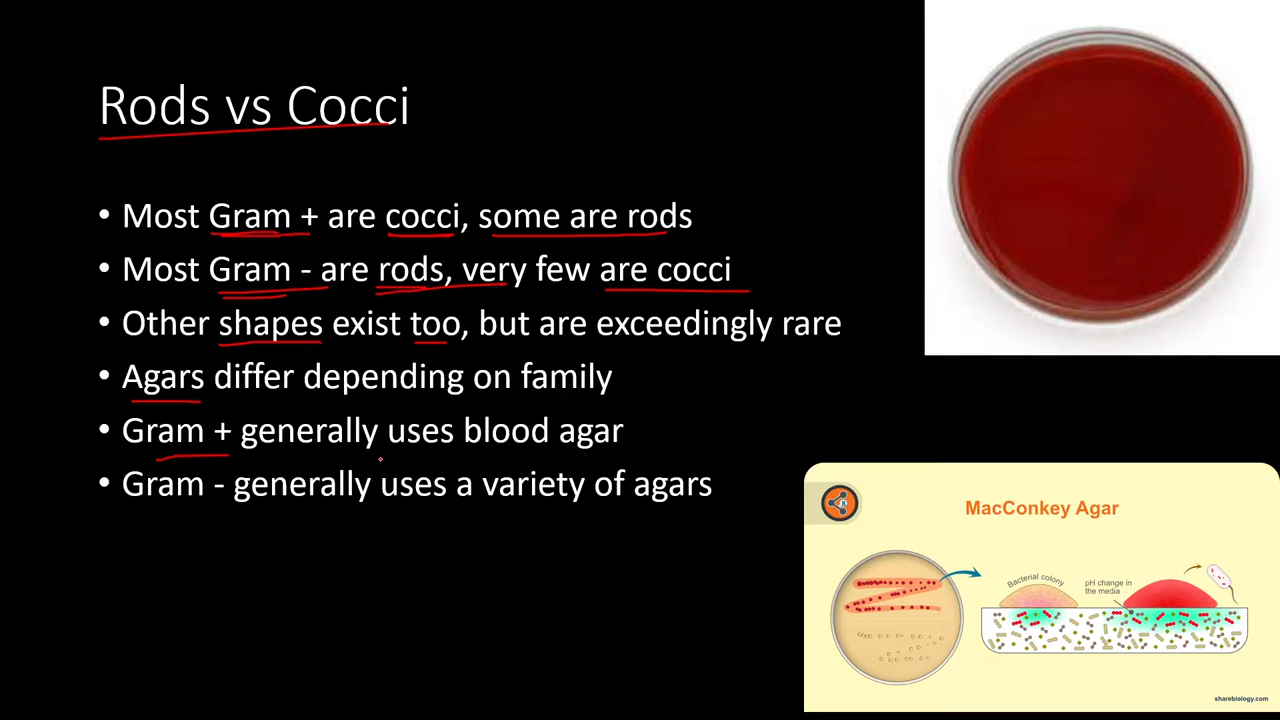 Rods vs Cocci
• Most Gram + are cocci, some are rods
• Most Gram - are rods, very few are cocci
• Other shapes exist too, but are exceedingly rare
• Agars differ depending on family
• Gram + generally uses blood agar
• Gram - generally uses a variety of agars
MacConkey Agar
Bacterial colony
pH change in
the media
sharebiology.com